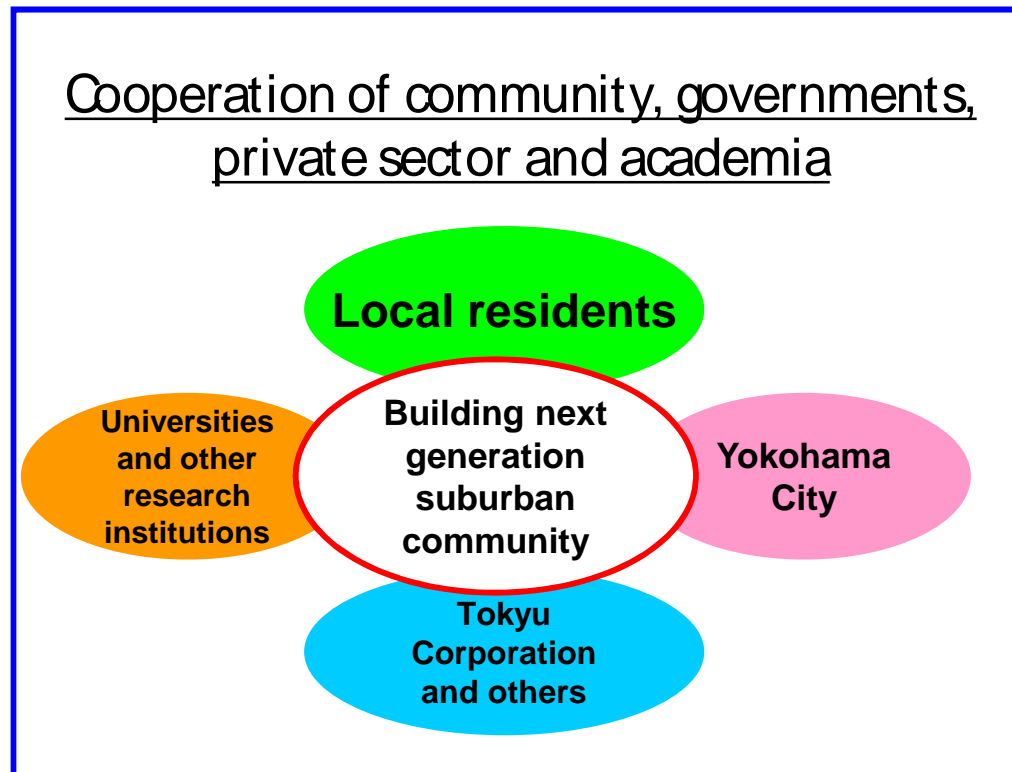 Cooperation of community, governments,
private sector and academia
Local residents
Universities
and other
research
institutions
Building next
generation
suburban
community
Yokohama
City
Tokyu
Corporation
and others